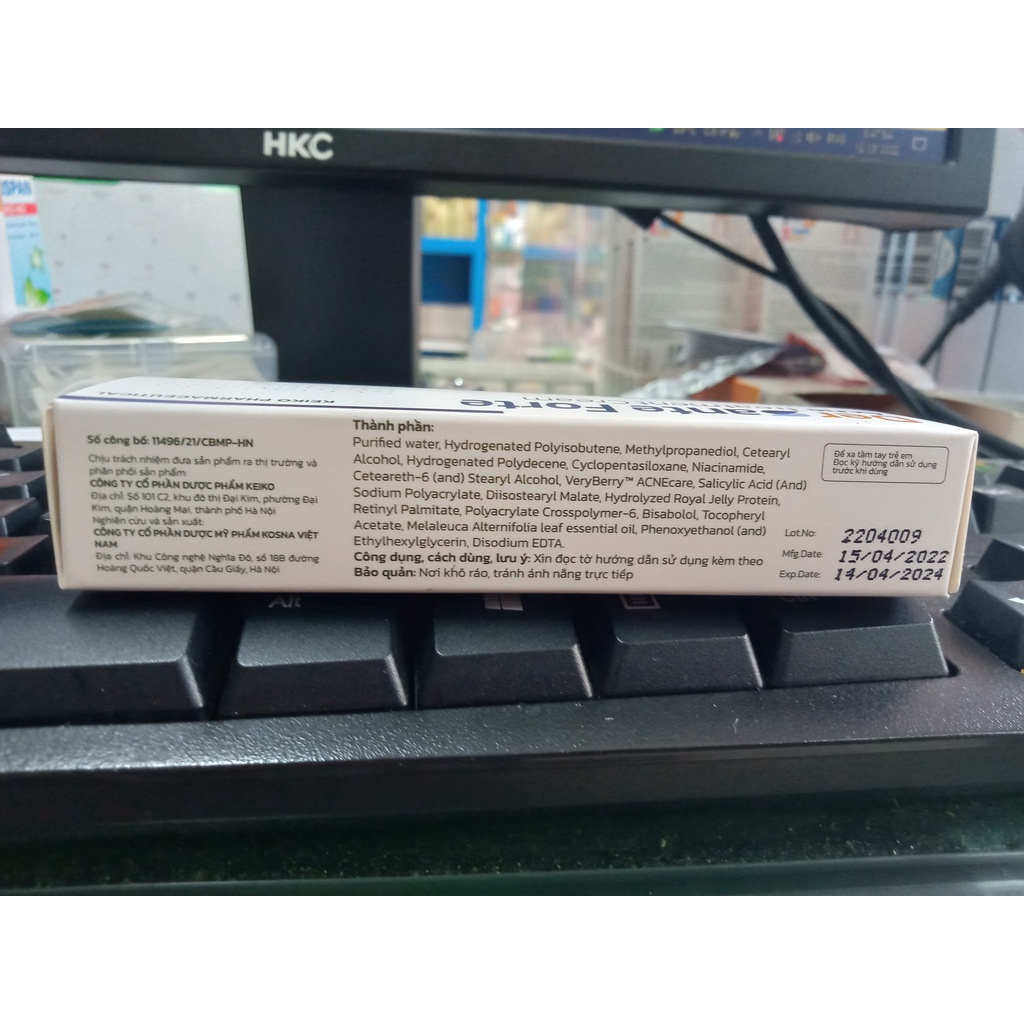 HKC
KEIKO PHARMACEUTICAL
ante Forte
Số công bố: 11496/21/CBMP-HN
Chịu trách nhiệm đưa sản phẩm ra thị trường và
phân phối sản phẩm
CÔNG TY CỔ PHẦN DƯỢC PHẨM KEIKO
Địa chỉ: Số 101 C2, khu đô thị Đại Kim, phường Đại
Kim, quận Hoàng Mai, thành phố Hà Nội
Nghiên cứu và sản xuất:
CÔNG TY CỔ PHẦN DƯỢC MỸ PHẨM KOSNA VIỆT
NAM
Địa chỉ: Khu Công nghệ Nghĩa Đô, số 18B đường
Hoàng Quốc Việt, quận Cầu Giấy, Hà Nội
Thành phần:
Purified water, Hydrogenated Polyisobutene, Methylpropanediol, Cetearyl
Alcohol, Hydrogenated Polydecene, Cyclopentasiloxane, Niacinamide,
Ceteareth-6 (and) Stearyl Alcohol, VeryBerry™ ACNEcare, Salicylic Acid (And)
Sodium Polyacrylate, Diisostearyl Malate, Hydrolyzed Royal Jelly Protein,
Retinyl Palmitate, Polyacrylate Crosspolymer-6, Bisabolol, Tocopheryl
Acetate, Melaleuca Alternifolia leaf essential oil, Phenoxyethanol (and)
Ethylhexylglycerin, Disodium EDTA.
Công dụng, cách dùng, lưu ý: Xin đọc tờ hướng dẫn sử dụng kèm theo
Bảo quản: Nơi khô ráo, tránh ánh nắng trực tiếp
Để xa tầm tay trẻ em
Đọc kỹ hướng dẫn sử dụng
trước khi dùng
Lot.No: 2204009
Mfg.Date 15/04/2022
Exp.Date: 14/04/2024
Alt